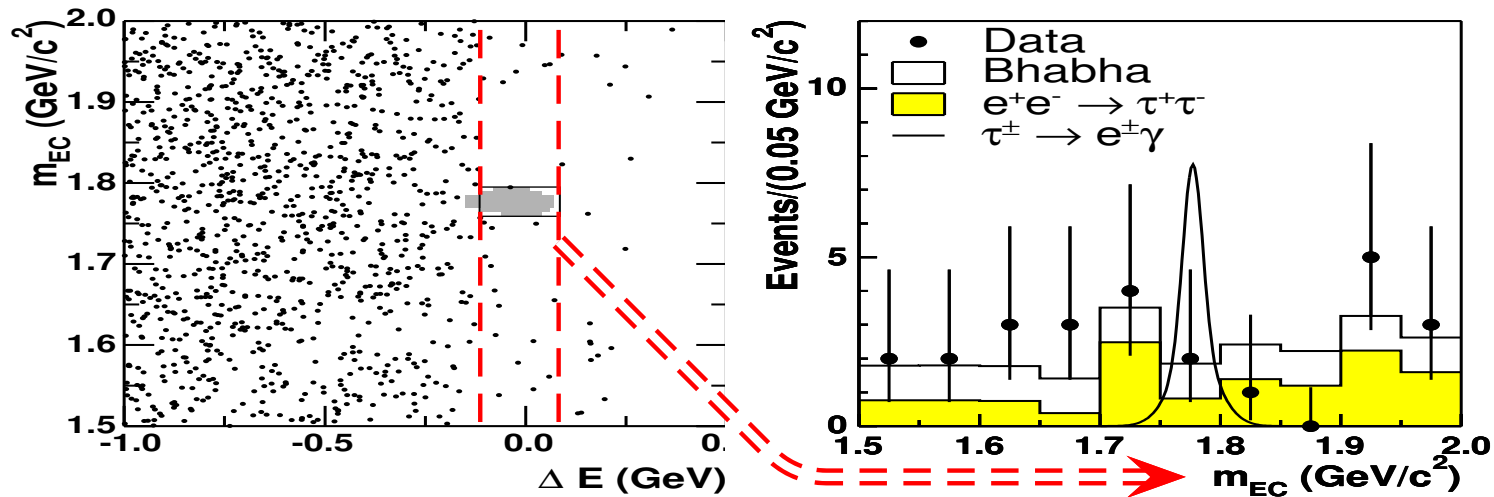 m_EC (GeV/c²)
2.0
1.9
1.8
1.7
1.6
1.5
-1.0
-0.5
0.0
0.
Δ E (GeV)
Events/(0.05 GeV/c²)
10
5
0
Data
Bhabha
e⁺e⁻ → τ⁺τ⁻
τ± → e±γ
1.5
1.6
1.7
1.8
1.9
2.0
m_EC (GeV/c²)